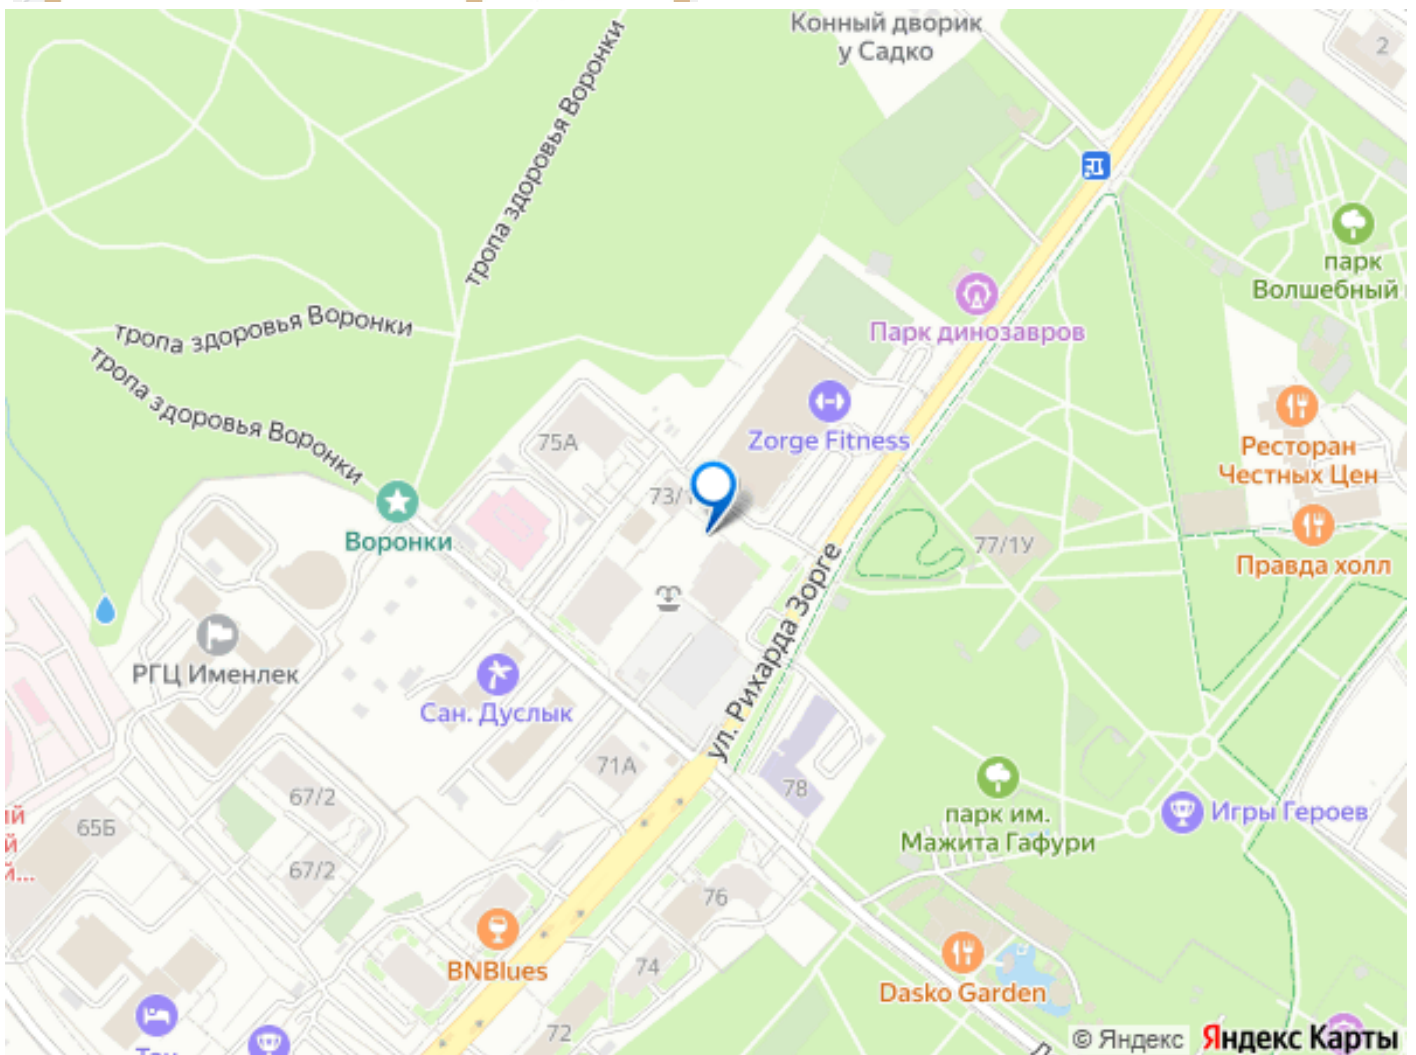 Конный дворик
у Садко
2
тропа здоровья Воронки
парк
Волшебный
Парк динозавров
тропа здоровья Воронки
тропа здоровья Воронки
75А
Zorge Fitness
Ресторан
Честных Цен
73/1
Воронки
77/1У
Правда холл
ул. Рихарда Зорге
РГЦ Именлек
Сан. Дуслык
71А
78
67/2
65Б
парк им.
Мажита Гафури
Игры Героев
67/2
76
BNBlues
74
Dasko Garden
72
© Яндекс Яндекс Карты